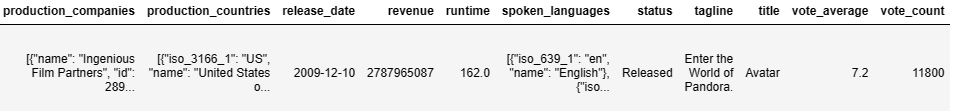 production_companies production_countries release_date revenue runtime spoken_languages status tagline title vote_average vote_count
[{"name": "Ingenious [{"iso_3166_1": "US", [{"iso_639_1": "en", Enter the
Film Partners", "id": "name": "United States 2009-12-10 2787965087 162.0 "name": "English"}, Released World of Avatar 7.2 11800
289... o... {"iso... Pandora.